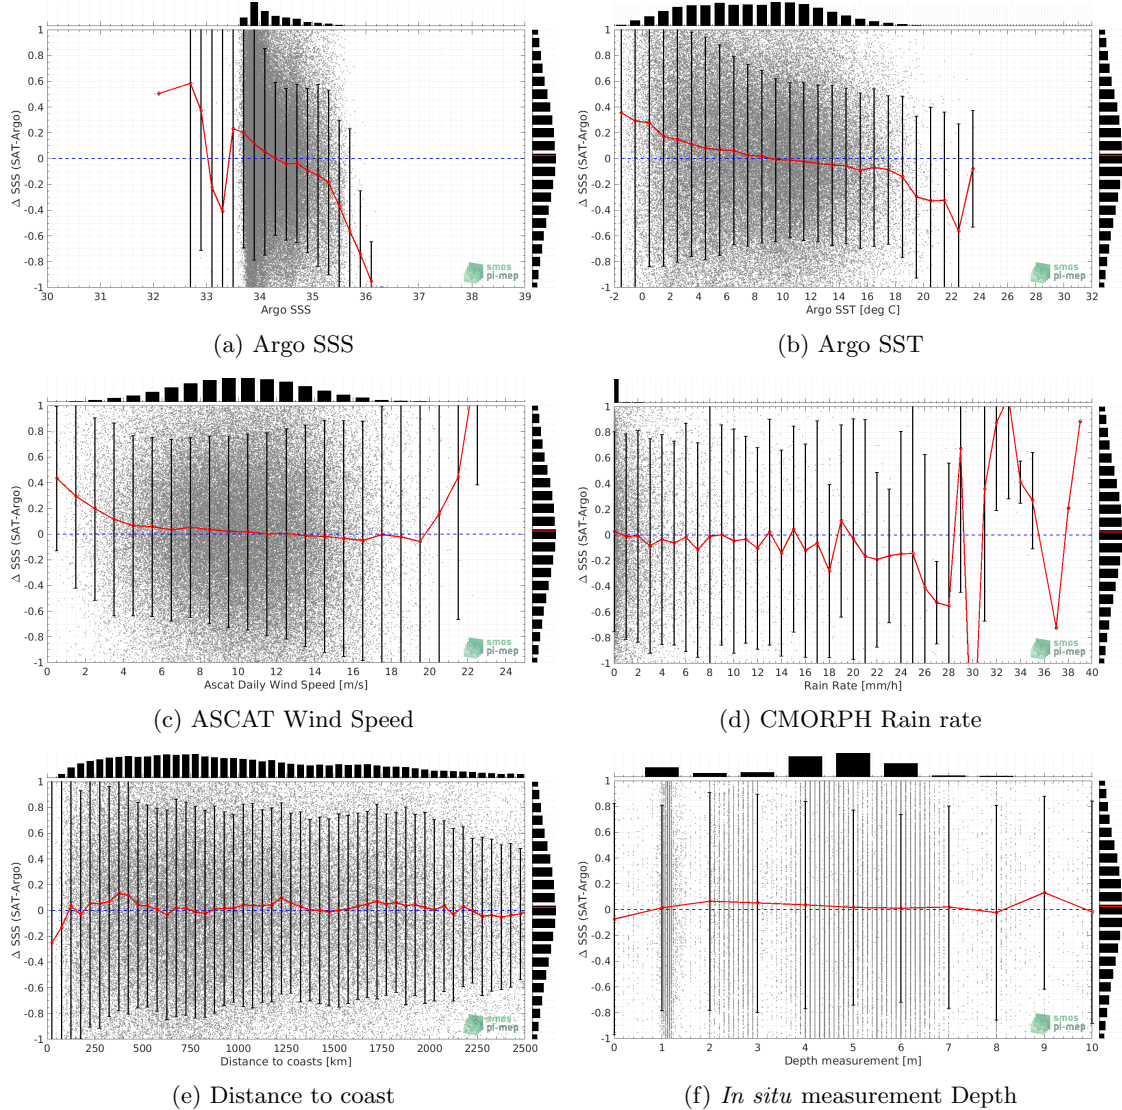 1
0.8
0.6
0.4
0.2
0
-0.2
-0.4
-0.6
-0.8
-1
Δ SSS (SAT-Argo)
smos
pi-mep
30 31 32 33 34 35 36 37 38 39
Argo SSS
(a) Argo SSS
1
0.8
0.6
0.4
0.2
0
-0.2
-0.4
-0.6
-0.8
-1
Δ SSS (SAT-Argo)
smos
pi-mep
-2 0 2 4 6 8 10 12 14 16 18 20 22 24 26 28 30 32
Argo SST [deg C]
(b) Argo SST
1
0.8
0.6
0.4
0.2
0
-0.2
-0.4
-0.6
-0.8
-1
Δ SSS (SAT-Argo)
smos
pi-mep
0 2 4 6 8 10 12 14 16 18 20 22 24
Ascat Daily Wind Speed [m/s]
(c) ASCAT Wind Speed
1
0.8
0.6
0.4
0.2
0
-0.2
-0.4
-0.6
-0.8
-1
Δ SSS (SAT-Argo)
smos
pi-mep
0 2 4 6 8 10 12 14 16 18 20 22 24 26 28 30 32 34 36 38 40
Rain Rate [mm/h]
(d) CMORPH Rain rate
1
0.8
0.6
0.4
0.2
0
-0.2
-0.4
-0.6
-0.8
-1
Δ SSS (SAT-Argo)
smos
pi-mep
0 250 500 750 1000 1250 1500 1750 2000 2250 2500
Distance to coasts [km]
(e) Distance to coast
1
0.8
0.6
0.4
0.2
0
-0.2
-0.4
-0.6
-0.8
-1
Δ SSS (SAT-Argo)
smos
pi-mep
0 1 2 3 4 5 6 7 8 9 10
Depth measurement [m]
(f) In situ measurement Depth